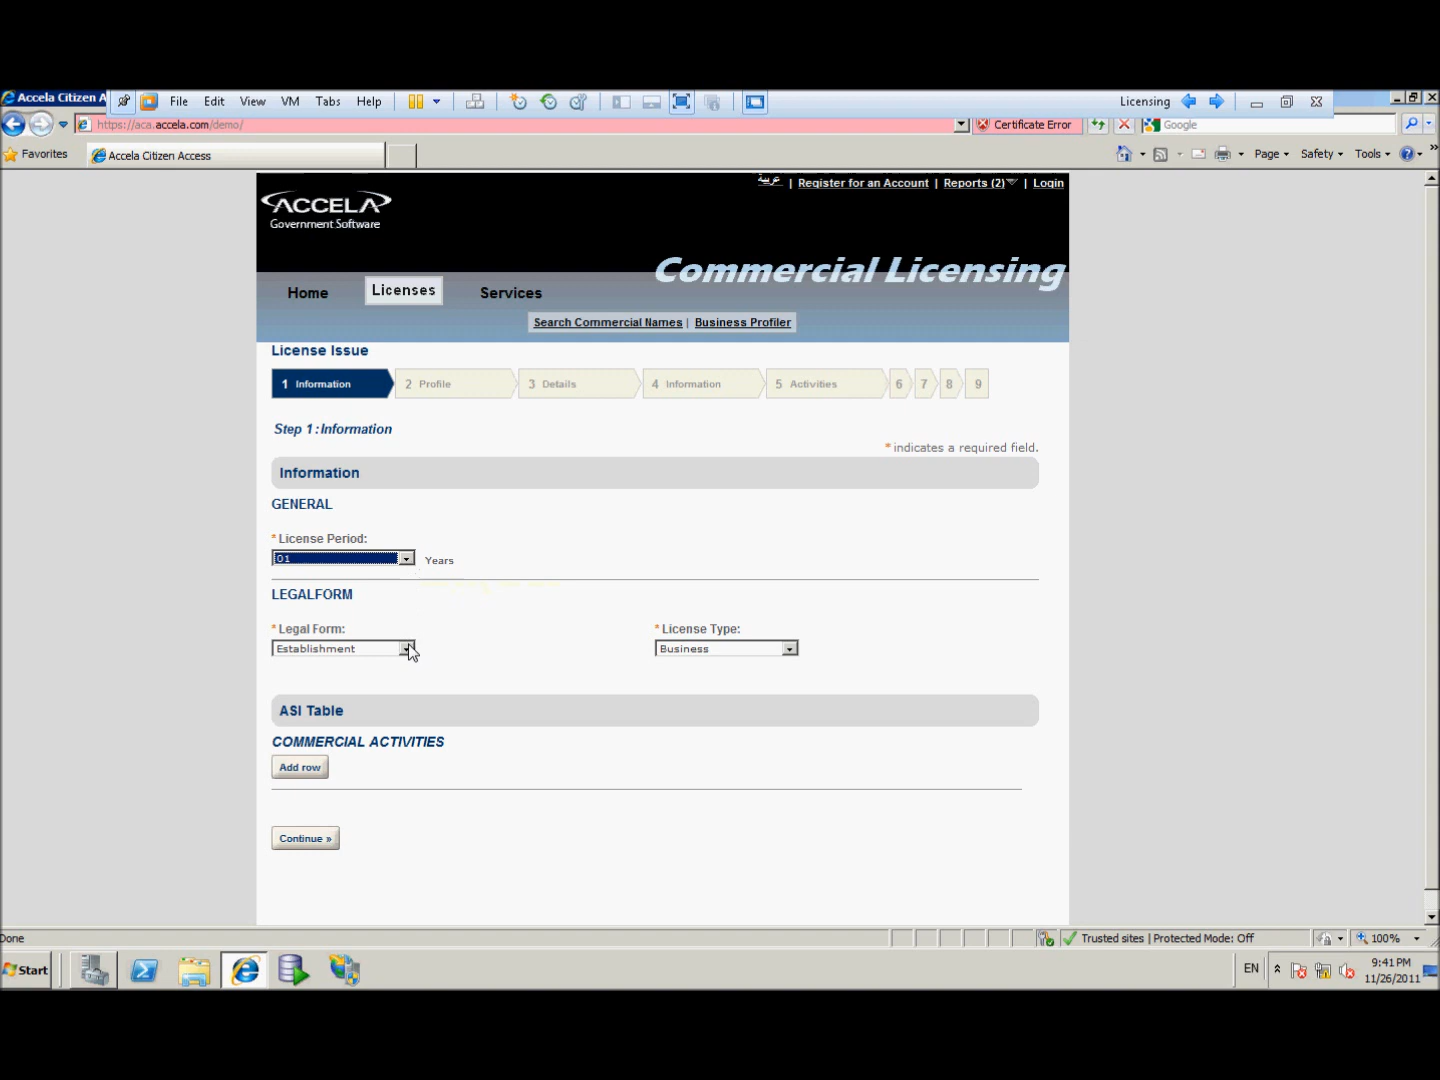 Accela Citizen A
File Edit View VM Tabs Help
Licensing
https://aca.accela.com/demo/
Certificate Error
Google
Favorites
Accela Citizen Access
Page
Safety
Tools
عربية | Register for an Account | Reports (2) | Login
ACCELA
Government Software
Commercial Licensing
Home Licenses Services
Search Commercial Names | Business Profiler
License Issue
1 Information 2 Profile 3 Details 4 Information 5 Activities 6 7 8 9
Step 1:Information
* indicates a required field.
Information
GENERAL
* License Period:
01 Years
LEGALFORM
* Legal Form: * License Type:
Establishment Business
ASI Table
COMMERCIAL ACTIVITIES
Add row
Continue »
Done
Trusted sites | Protected Mode: Off
100%
Start
EN
9:41 PM
11/26/2011